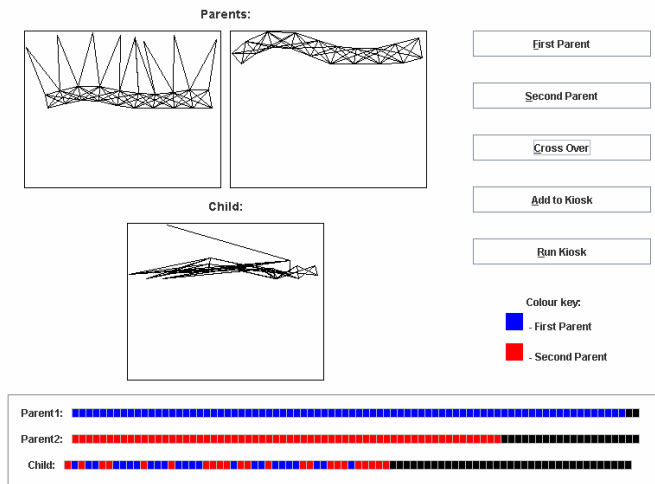 Parents:
First Parent
Second Parent
Cross Over
Add to Kiosk
Run Kiosk
Child:
Colour key:
- First Parent
- Second Parent
Parent1:
Parent2:
Child: